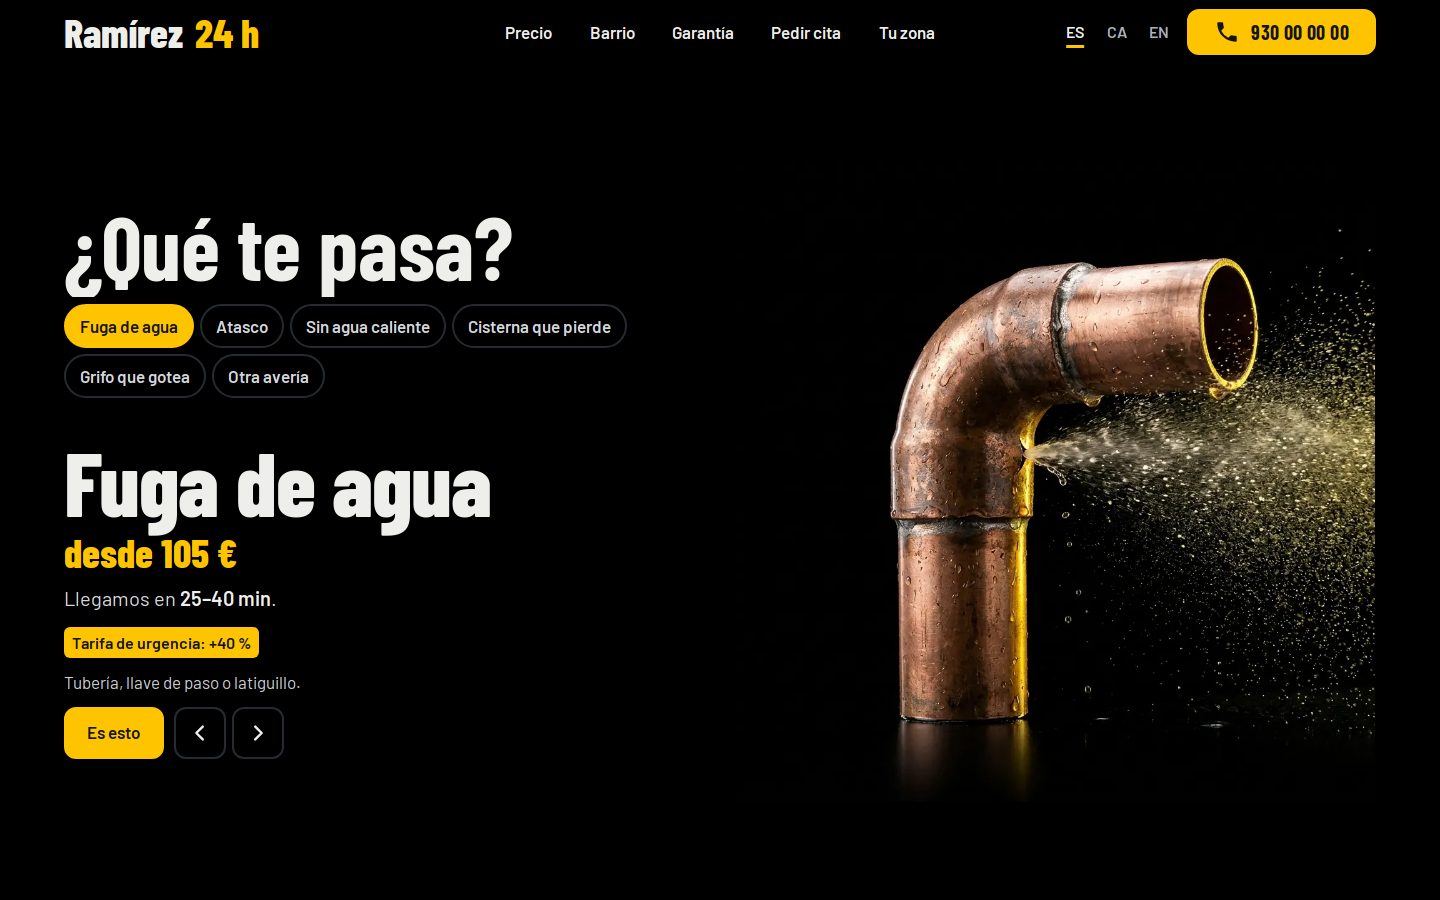 Ramírez 24 h
Precio
Barrio
Garantía
Pedir cita
Tu zona
ES
CA
EN
930 00 00 00
¿Qué te pasa?
Fuga de agua
Atasco
Sin agua caliente
Cisterna que pierde
Grifo que gotea
Otra avería
Fuga de agua
desde 105 €
Llegamos en 25–40 min.
Tarifa de urgencia: +40 %
Tubería, llave de paso o latiguillo.
Es esto